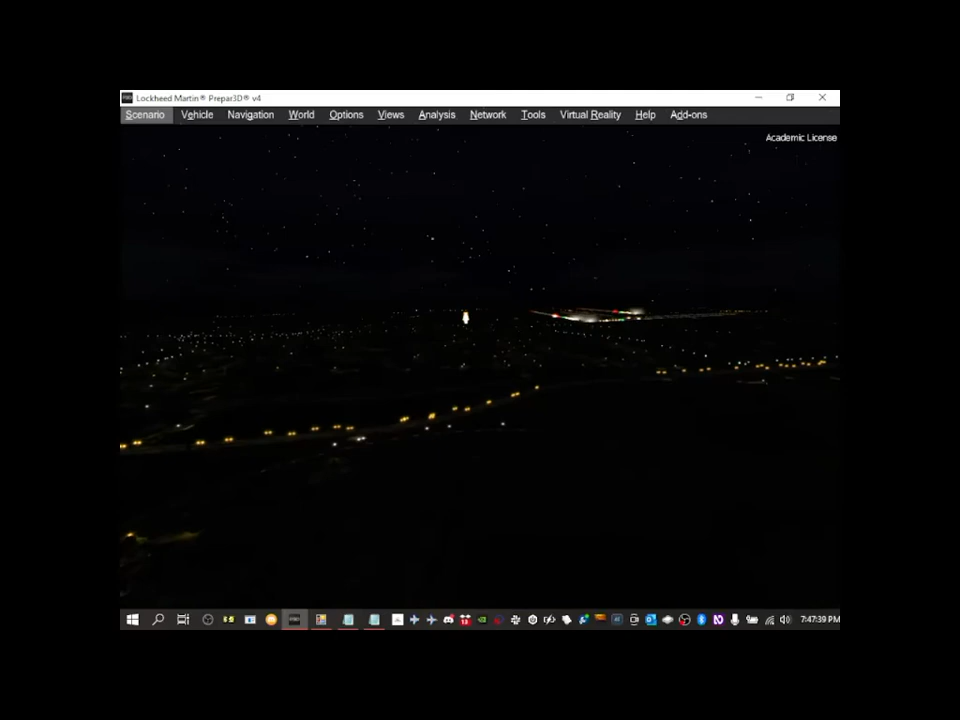 Lockheed Martin® Prepar3D® v4
Scenario Vehicle Navigation World Options Views Analysis Network Tools Virtual Reality Help Add-ons
Academic License
7:47:39 PM